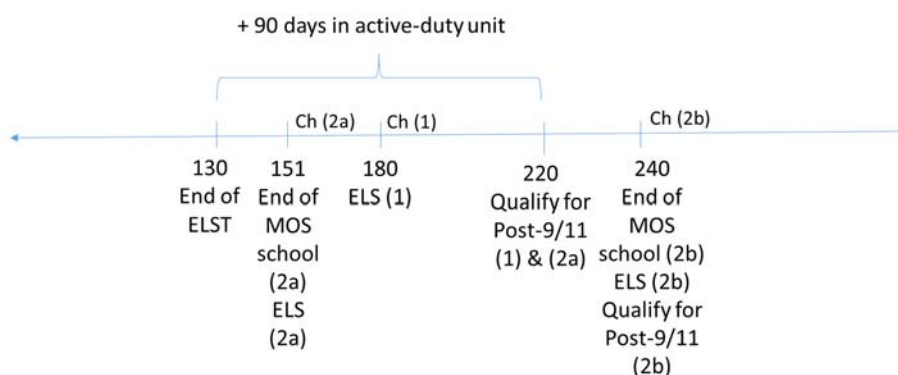 + 90 days in active-duty unit
Ch (2a)
Ch (1)
Ch (2b)
130
End of
ELST
151
End of
MOS
school
(2a)
ELS
(2a)
180
ELS (1)
220
Qualify for
Post-9/11
(1) & (2a)
240
End of
MOS
school (2b)
ELS (2b)
Qualify for
Post-9/11
(2b)